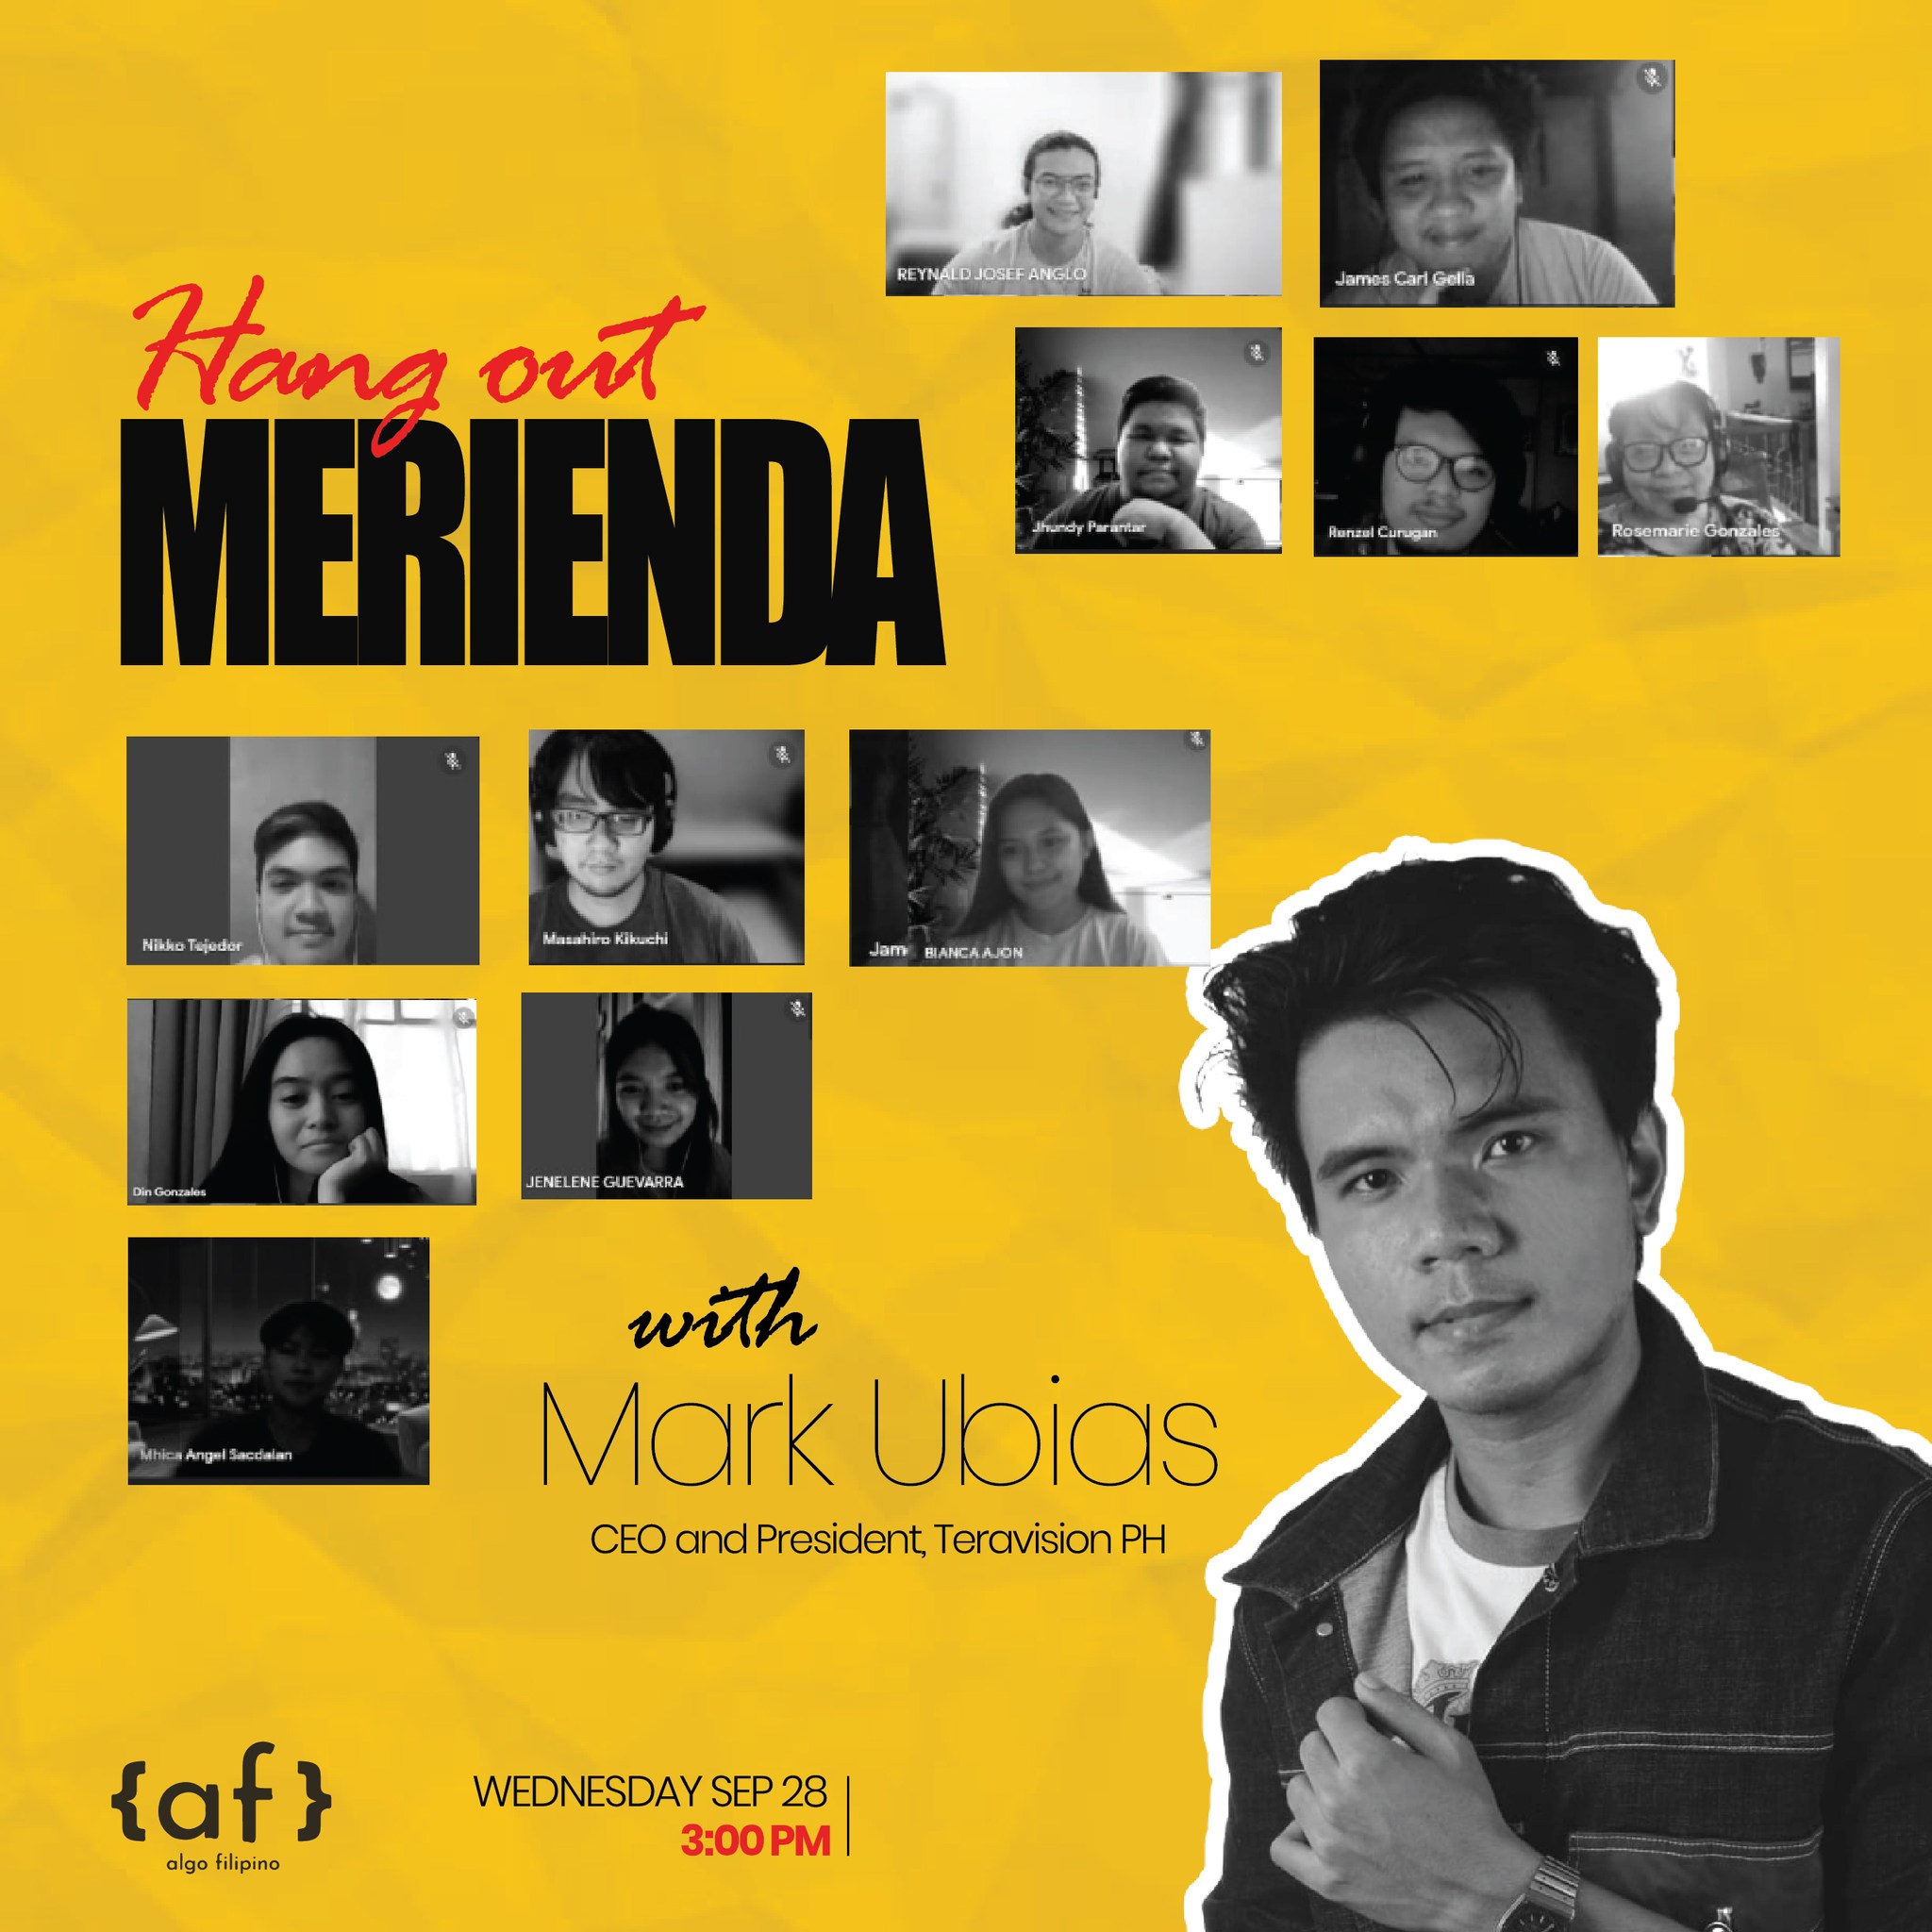 REYNALD JOSEF ANGLO
James Carl Gella
Hang out
MERIENDA
Jhundy Parantar
Renzel Curugan
Rosemarie Gonzales
Nikko Tejedor
Masahiro Kikuchi
Jam
BIANCA AJON
Din Gonzales
JENELENE GUEVARRA
Mhica Angel Sacdalan
with
Mark Ubias
CEO and President, Teravision PH
{af}
algo filipino
WEDNESDAY SEP 28
3:00 PM